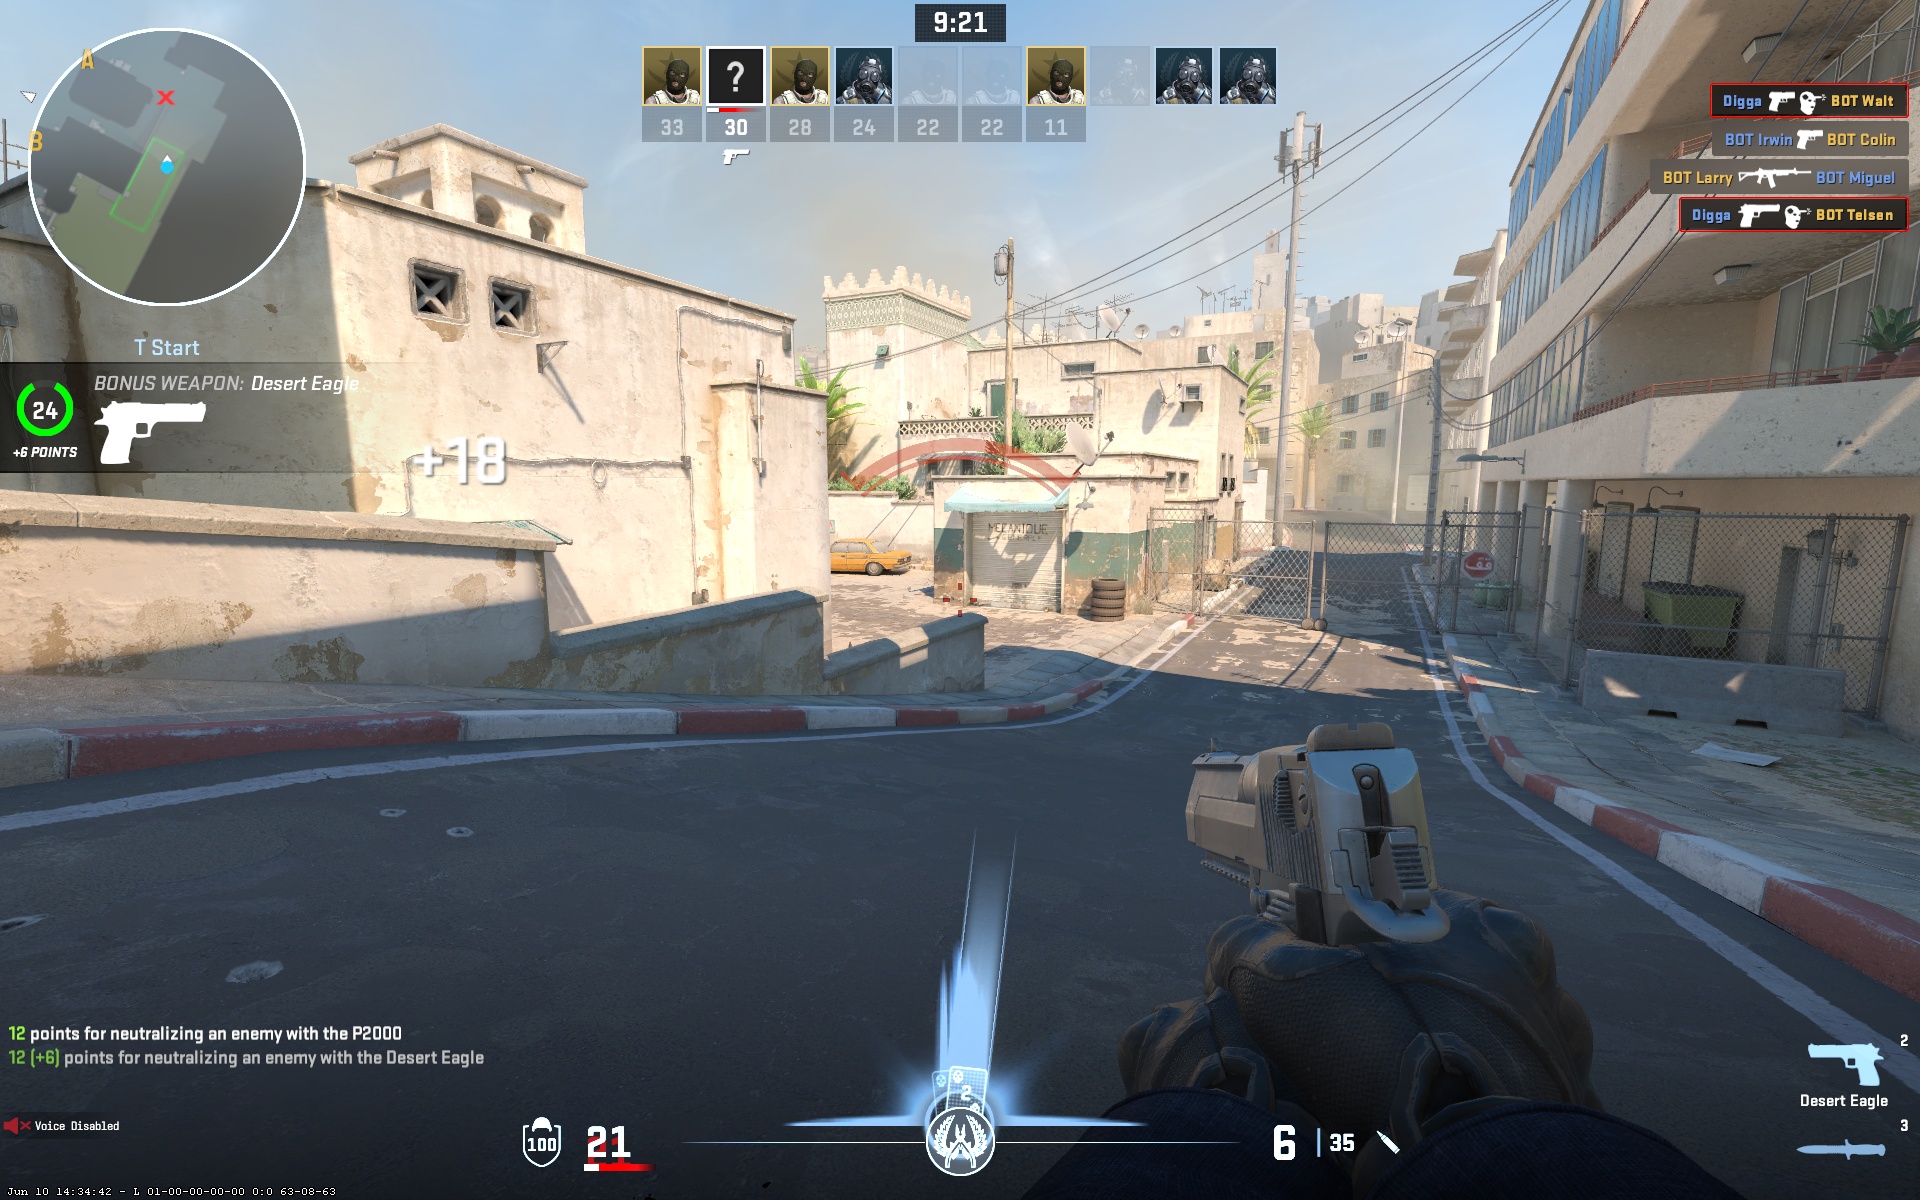 9:21
A
B
?
33 30 28 24 22 22 11
Digga BOT Walt
BOT Irwin BOT Colin
BOT Larry BOT Miguel
Digga BOT Telsen
T Start
BONUS WEAPON: Desert Eagle
24
+6 POINTS
+18
MECANIQUE
قف
12 points for neutralizing an enemy with the P2000
12 (+6) points for neutralizing an enemy with the Desert Eagle
2
Desert Eagle
3
Voice Disabled
100
21
2
6 | 35
Jun 10 14:34:42 - L 01-00-00-00-00 0:0 63-08-63